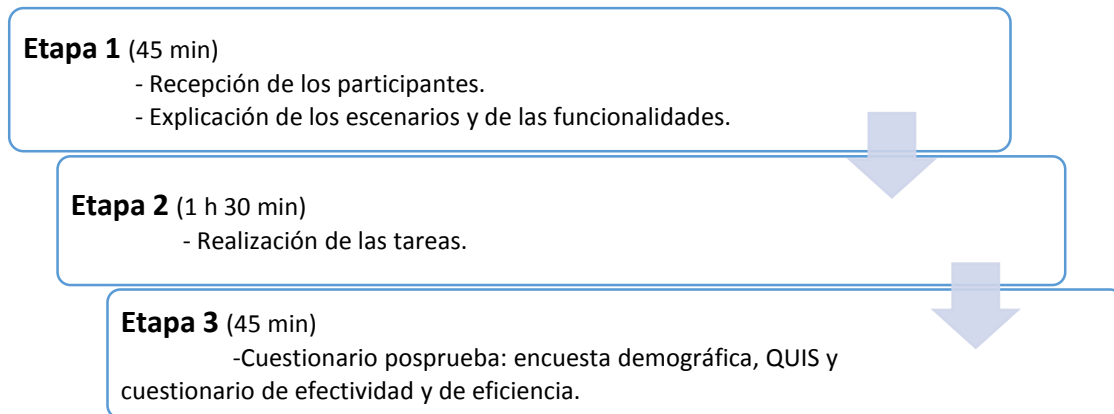 Etapa 1 (45 min)
- Recepción de los participantes.
- Explicación de los escenarios y de las funcionalidades.
Etapa 2 (1 h 30 min)
- Realización de las tareas.
Etapa 3 (45 min)
-Cuestionario posprueba: encuesta demográfica, QUIS y
cuestionario de efectividad y de eficiencia.